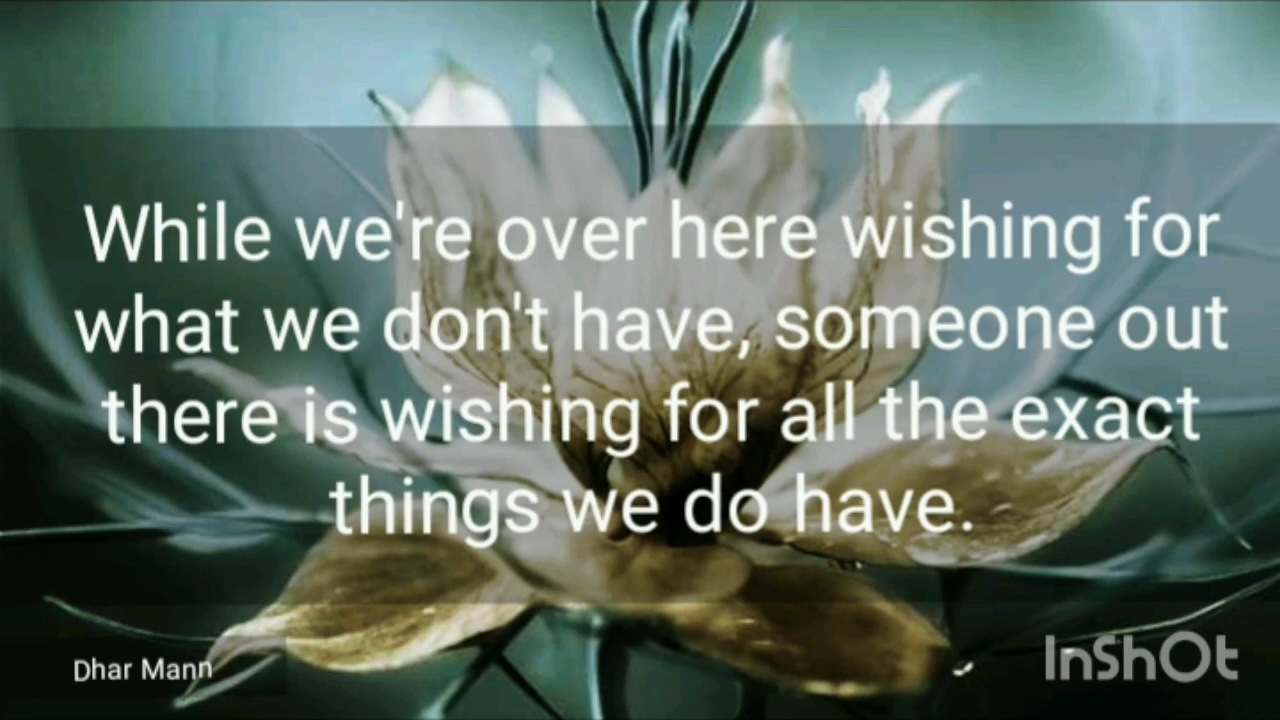 While we're over here wishing for
what we don't have, someone out
there is wishing for all the exact
things we do have.
Dhar Mann
InShOt